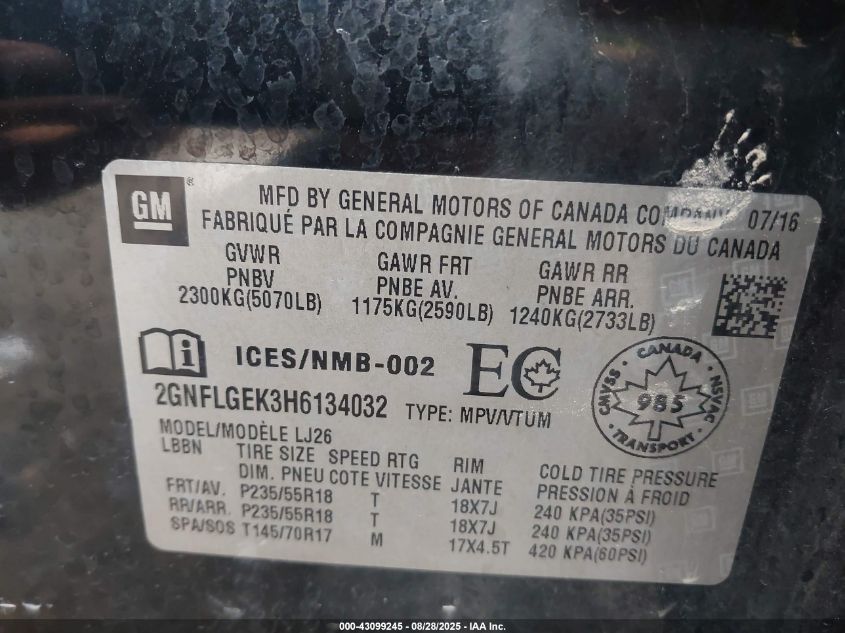 GM
MFD BY GENERAL MOTORS OF CANADA COMPANY 07/16
FABRIQUÉ PAR LA COMPAGNIE GENERAL MOTORS DU CANADA
GVWR GAWR FRT GAWR RR
PNBV PNBE AV. PNBE ARR.
2300KG(5070LB) 1175KG(2590LB) 1240KG(2733LB)
ICES/NMB-002 EC
2GNFLGEK3H6134032 TYPE: MPV/VTUM
CANADA
CMVSS 985 NSVAC
TRANSPORT
MODEL/MODÈLE LJ26
LBBN TIRE SIZE SPEED RTG RIM COLD TIRE PRESSURE
DIM. PNEU COTE VITESSE JANTE PRESSION À FROID
FRT/AV. P235/55R18 T 18X7J 240 KPA(35PSI)
RR/ARR. P235/55R18 T 18X7J 240 KPA(35PSI)
SPA/SOS T145/70R17 M 17X4.5T 420 KPA(60PSI)
000-43099245 - 08/28/2025 - IAA Inc.